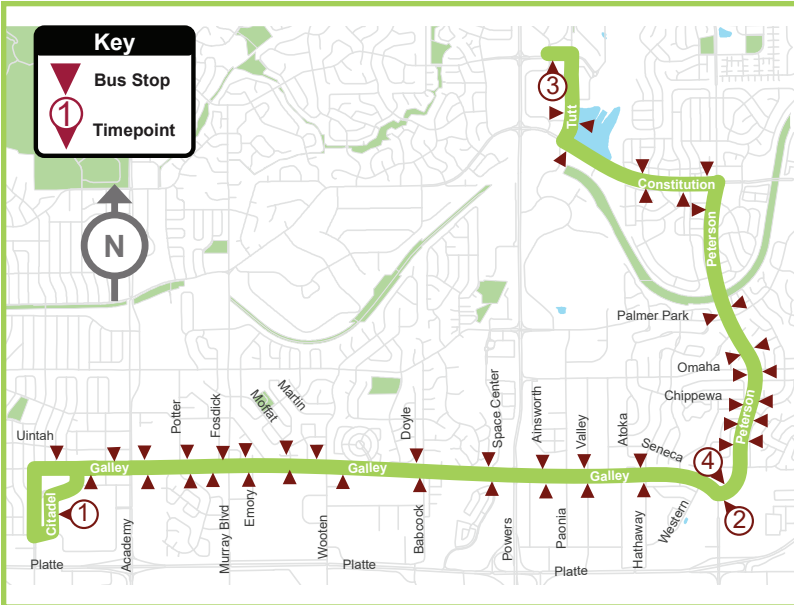 Key
Bus Stop
1
Timepoint
N
3
Tutt
Constitution
Peterson
Palmer Park
Omaha
Chippewa
Peterson
Uintah
Potter
Fosdick
Moffat
Martin
Doyle
Space Center
Ainsworth
Valley
Atoka
Seneca
4
Galley
Galley
Galley
Citadel
1
2
Academy
Murray Blvd
Emory
Wooten
Babcock
Powers
Paonia
Hathaway
Western
Platte
Platte
Platte